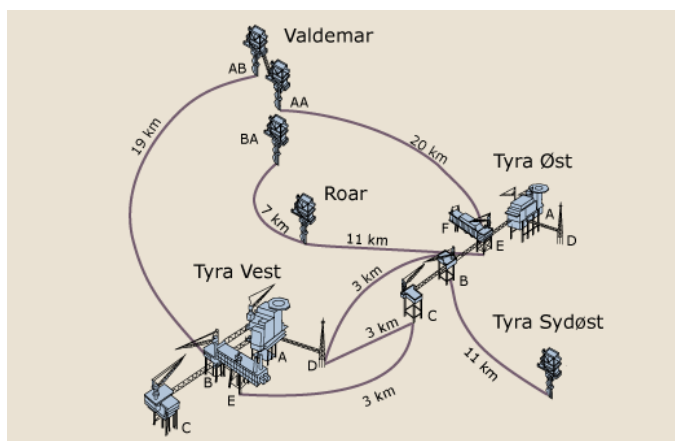 Valdemar
AB
AA
BA
19 km
20 km
Tyra Øst
Roar
7 km
11 km
F
A
D
E
B
C
Tyra Vest
3 km
3 km
3 km
Tyra Sydøst
11 km
A
D
B
E
C